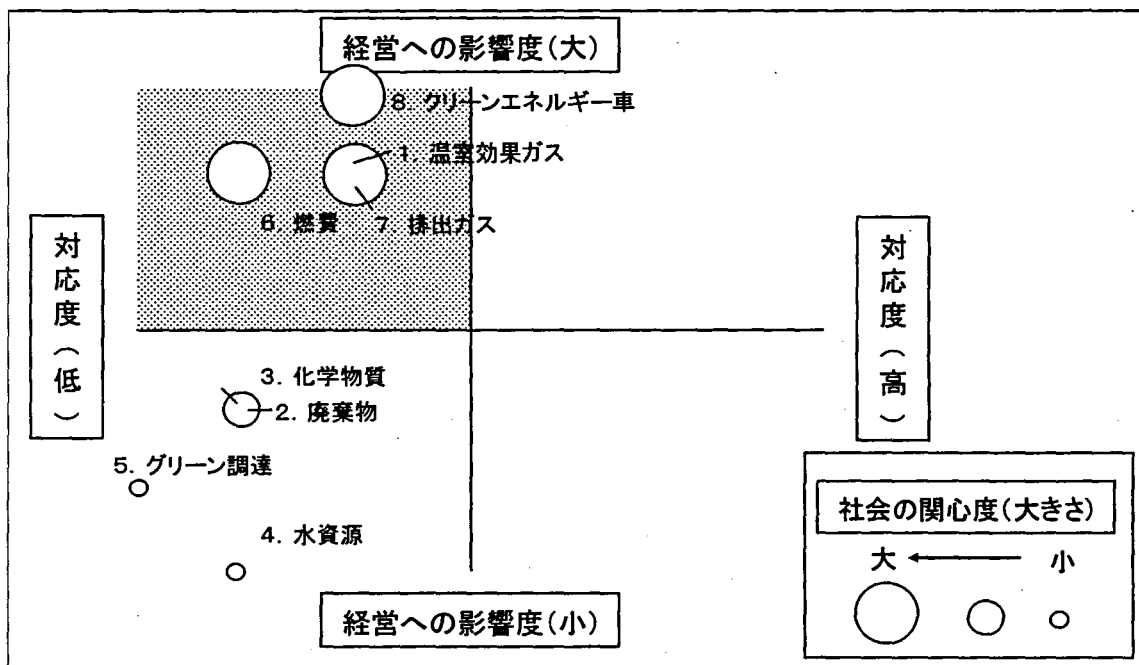 経営への影響度(大)
8. クリーンエネルギー車
1. 温室効果ガス
6. 燃費
7. 排出ガス
対応度(低)
対応度(高)
3. 化学物質
2. 廃棄物
5. グリーン調達
4. 水資源
経営への影響度(小)
社会の関心度(大きさ)
大
小